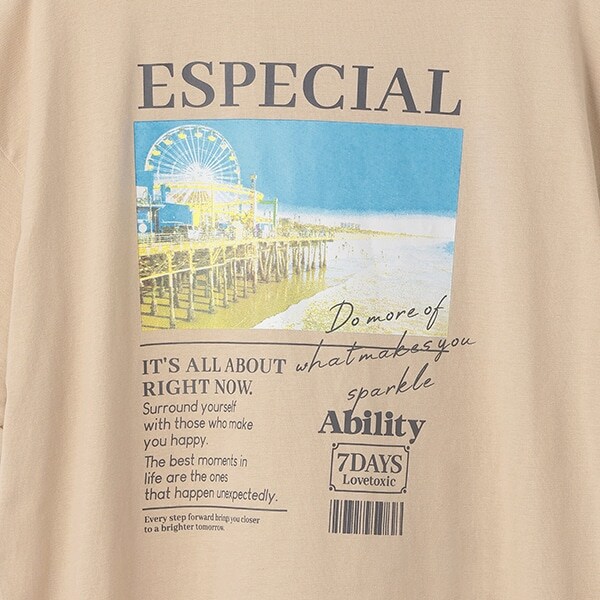 ESPECIAL
Do more of
what makes you
sparkle
IT'S ALL ABOUT
RIGHT NOW.
Surround yourself
with those who make
you happy.
The best moments in
life are the ones
that happen unexpectedly.
Every step forward brings you closer
to a brighter tomorrow.
Ability
7DAYS
Lovetoxic